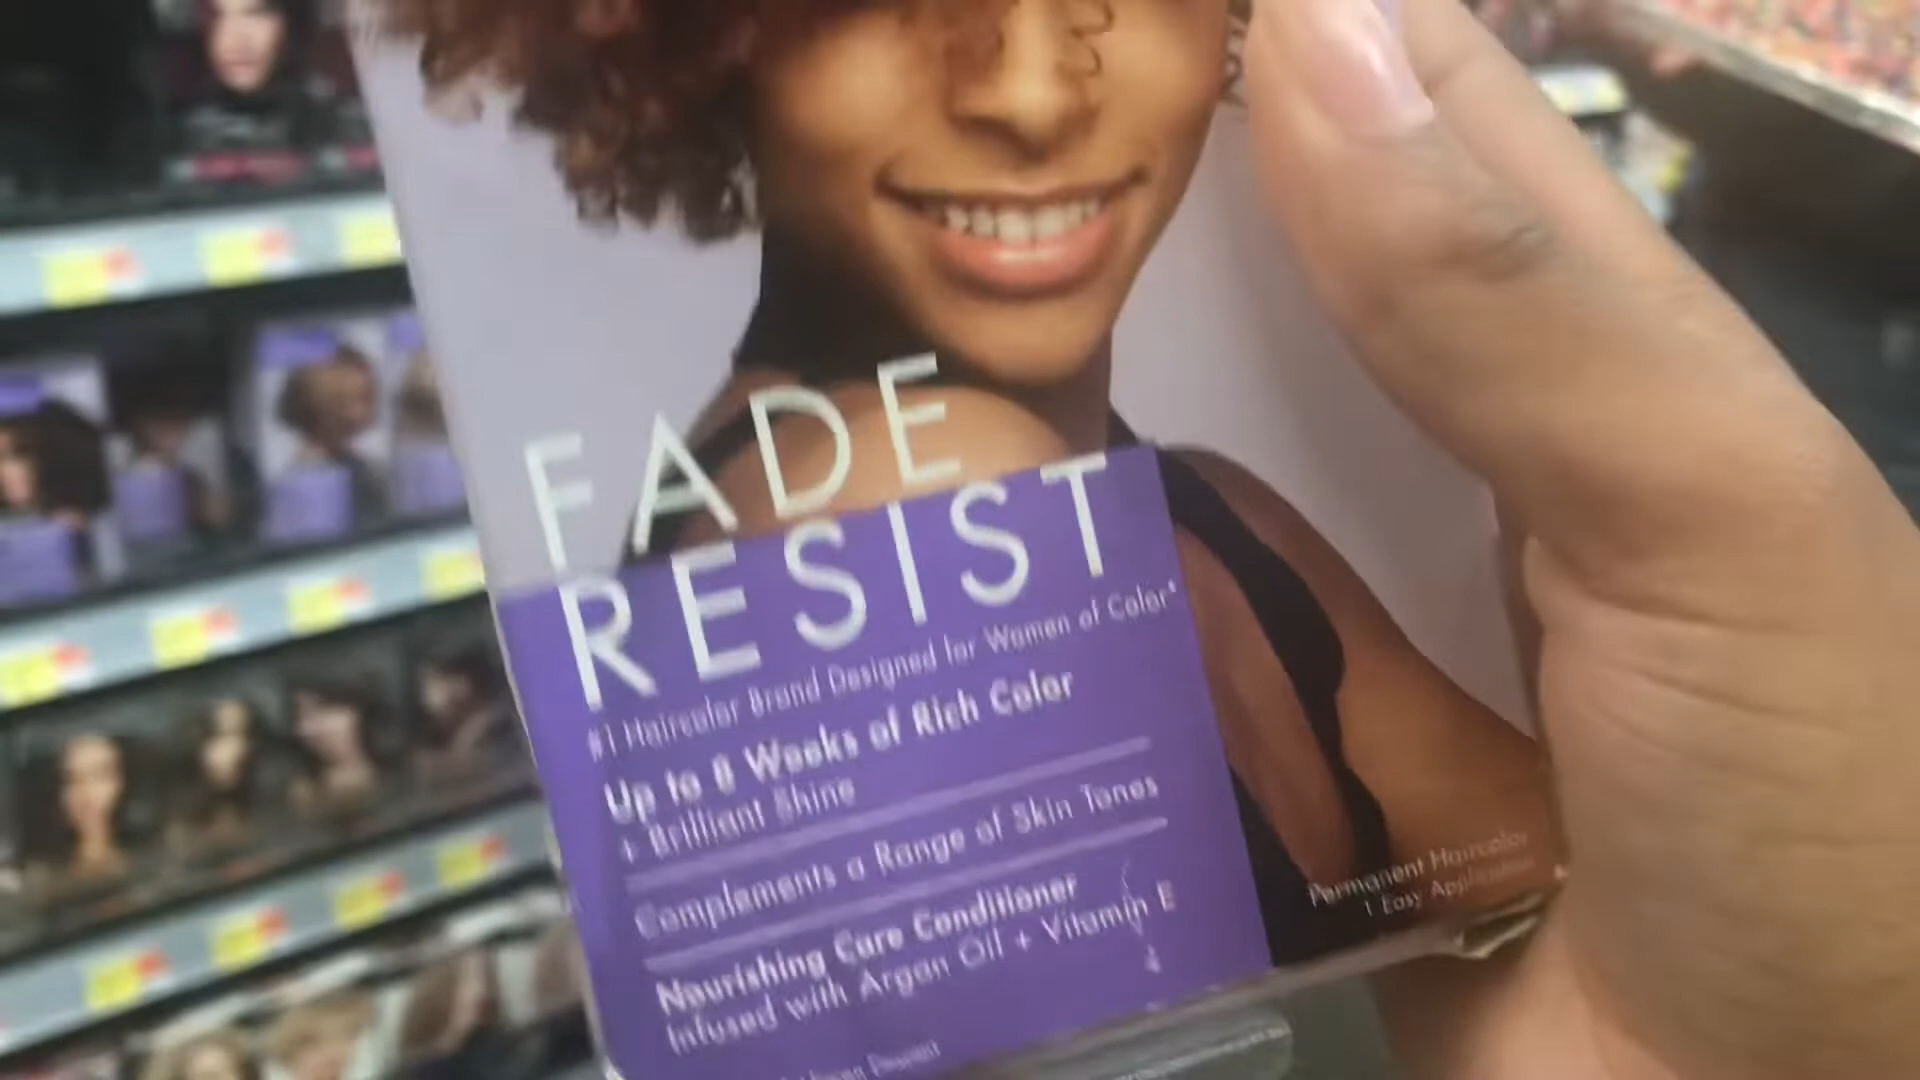 FADE
RESIST
#1 Haircolor Brand Designed for Women of Color*
Up to 8 Weeks of Rich Color
+ Brilliant Shine
Complements a Range of Skin Tones
Nourishing Care Conditioner
Infused with Argan Oil + Vitamin E
Permanent Haircolor
1 Easy Application